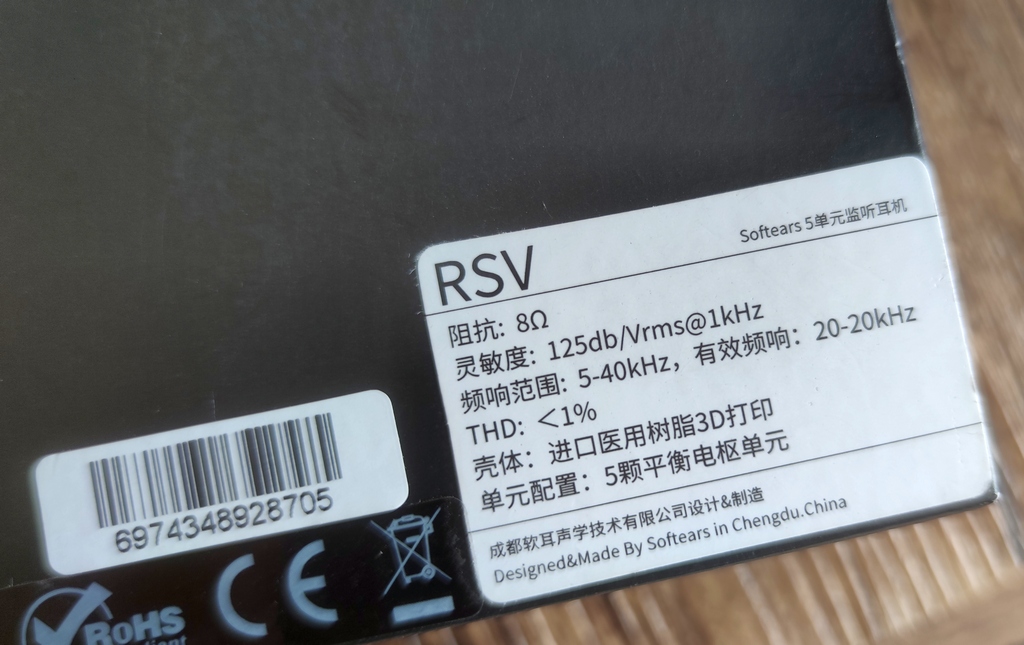 RSV
Softears 5单元监听耳机
阻抗: 8Ω
灵敏度: 125db/Vrms@1kHz
频响范围: 5-40kHz，有效频响：20-20kHz
THD: ＜1%
壳体：进口医用树脂3D打印
单元配置：5颗平衡电枢单元
成都软耳声学技术有限公司设计&制造
Designed&Made By Softears in Chengdu.China
6974348928705
CE
RoHS